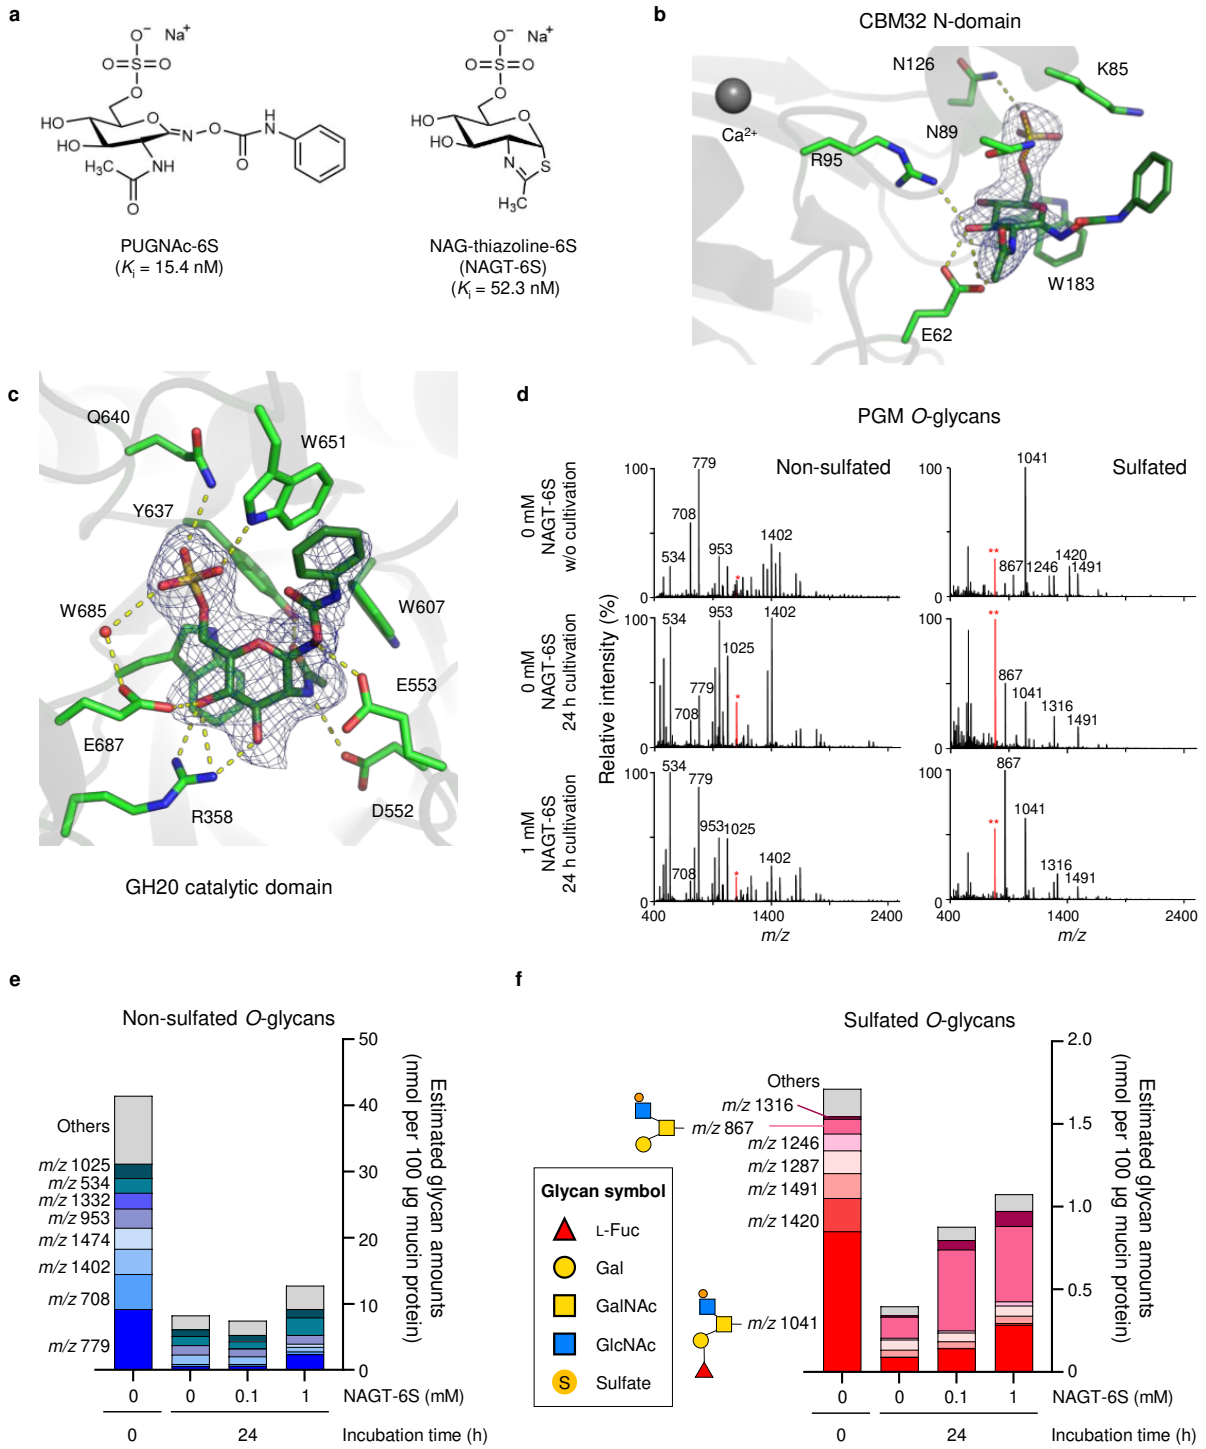 a
O⁻ Na⁺
O=S=O
O
HO
HO
O
N
O
O
H
N
NH
H₃C
O
PUGNAc-6S
(Kᵢ = 15.4 nM)
O⁻ Na⁺
O=S=O
O
HO
HO
O
N
S
CH₃
NAG-thiazoline-6S
(NAGT-6S)
(Kᵢ = 52.3 nM)
b
CBM32 N-domain
N126
K85
Ca²⁺
N89
R95
W183
E62
c
Q640
W651
Y637
W685
W607
E553
E687
D552
R358
GH20 catalytic domain
d
PGM O-glycans
Non-sulfated
Sulfated
Relative intensity (%)
0 mM
NAGT-6S
w/o cultivation
100
0
779
708
534
953
1402
*
100
0
1041
**
867
1246
1420
1491
0 mM
NAGT-6S
24 h cultivation
100
0
534
953
1402
1025
779
708
*
100
0
**
867
1041
1316
1491
1 mM
NAGT-6S
24 h cultivation
100
0
534
779
953
1025
708
1402
*
100
0
867
**
1041
1316
1491
400
1400
2400
m/z
400
1400
2400
m/z
e
Non-sulfated O-glycans
50
40
30
20
10
0
Estimated glycan amounts
(nmol per 100 µg mucin protein)
Others
m/z 1025
m/z 534
m/z 1332
m/z 953
m/z 1474
m/z 1402
m/z 708
m/z 779
0 0 0.1 1 NAGT-6S (mM)
0 24 Incubation time (h)
f
Sulfated O-glycans
2.0
1.5
1.0
0.5
0
Estimated glycan amounts
(nmol per 100 µg mucin protein)
Others
m/z 1316
m/z 867
m/z 1246
m/z 1287
m/z 1491
m/z 1420
m/z 1041
Glycan symbol
L-Fuc
Gal
GalNAc
GlcNAc
S Sulfate
0 0 0.1 1 NAGT-6S (mM)
0 24 Incubation time (h)